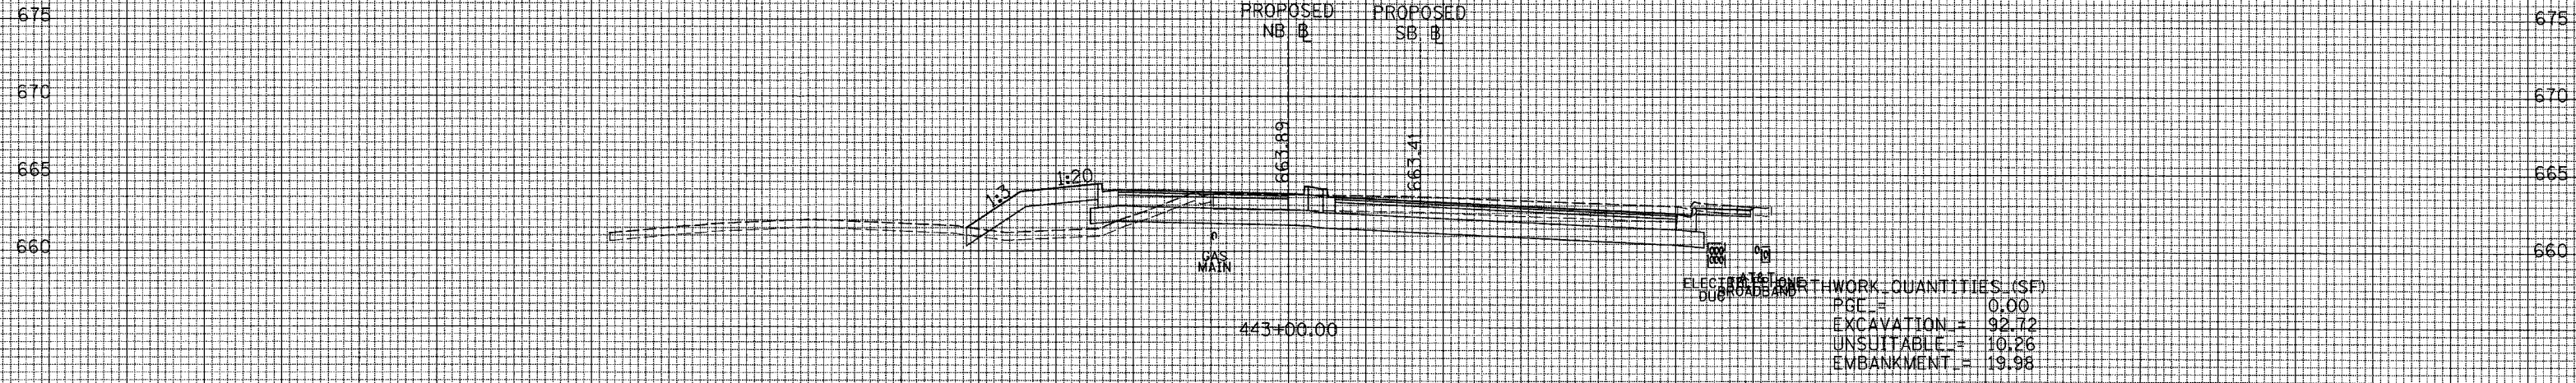 675
PROPOSED
NB ℄
PROPOSED
SB ℄
675
670
670
663.89
663.41
665
1:3
1:20
665
660
GAS
MAIN
660
AT&T
BROADBAND
QUANTITIES (SF)
PGE = 0.00
443+00.00
EXCAVATION = 92.72
UNSUITABLE = 10.26
EMBANKMENT = 19.98